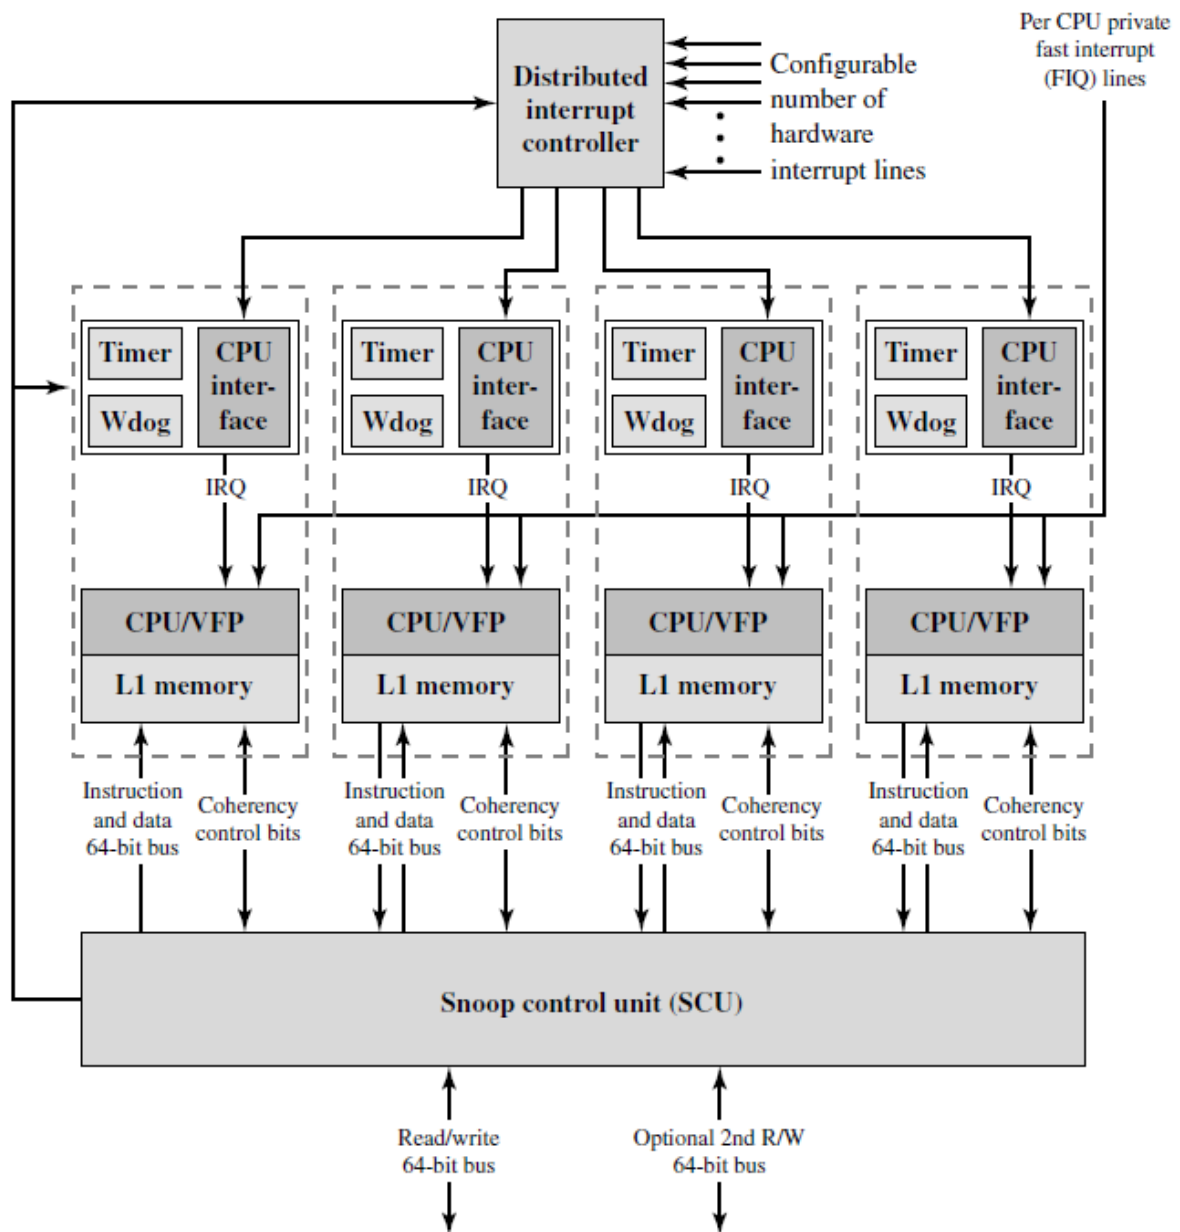 Per CPU private
fast interrupt
(FIQ) lines
Distributed
interrupt
controller
Configurable
number of
hardware
interrupt lines
Timer
Wdog
CPU
inter-
face
Timer
Wdog
CPU
inter-
face
Timer
Wdog
CPU
inter-
face
Timer
Wdog
CPU
inter-
face
IRQ
IRQ
IRQ
IRQ
CPU/VFP
L1 memory
CPU/VFP
L1 memory
CPU/VFP
L1 memory
CPU/VFP
L1 memory
Instruction
and data
64-bit bus
Coherency
control bits
Instruction
and data
64-bit bus
Coherency
control bits
Instruction
and data
64-bit bus
Coherency
control bits
Instruction
and data
64-bit bus
Coherency
control bits
Snoop control unit (SCU)
Read/write
64-bit bus
Optional 2nd R/W
64-bit bus